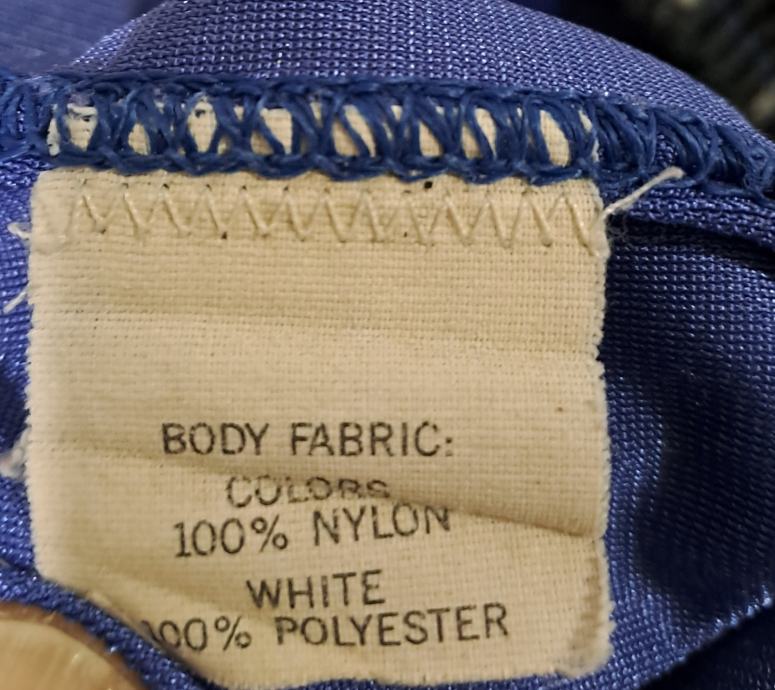 BODY FABRIC:
COLORS
100% NYLON
WHITE
100% POLYESTER